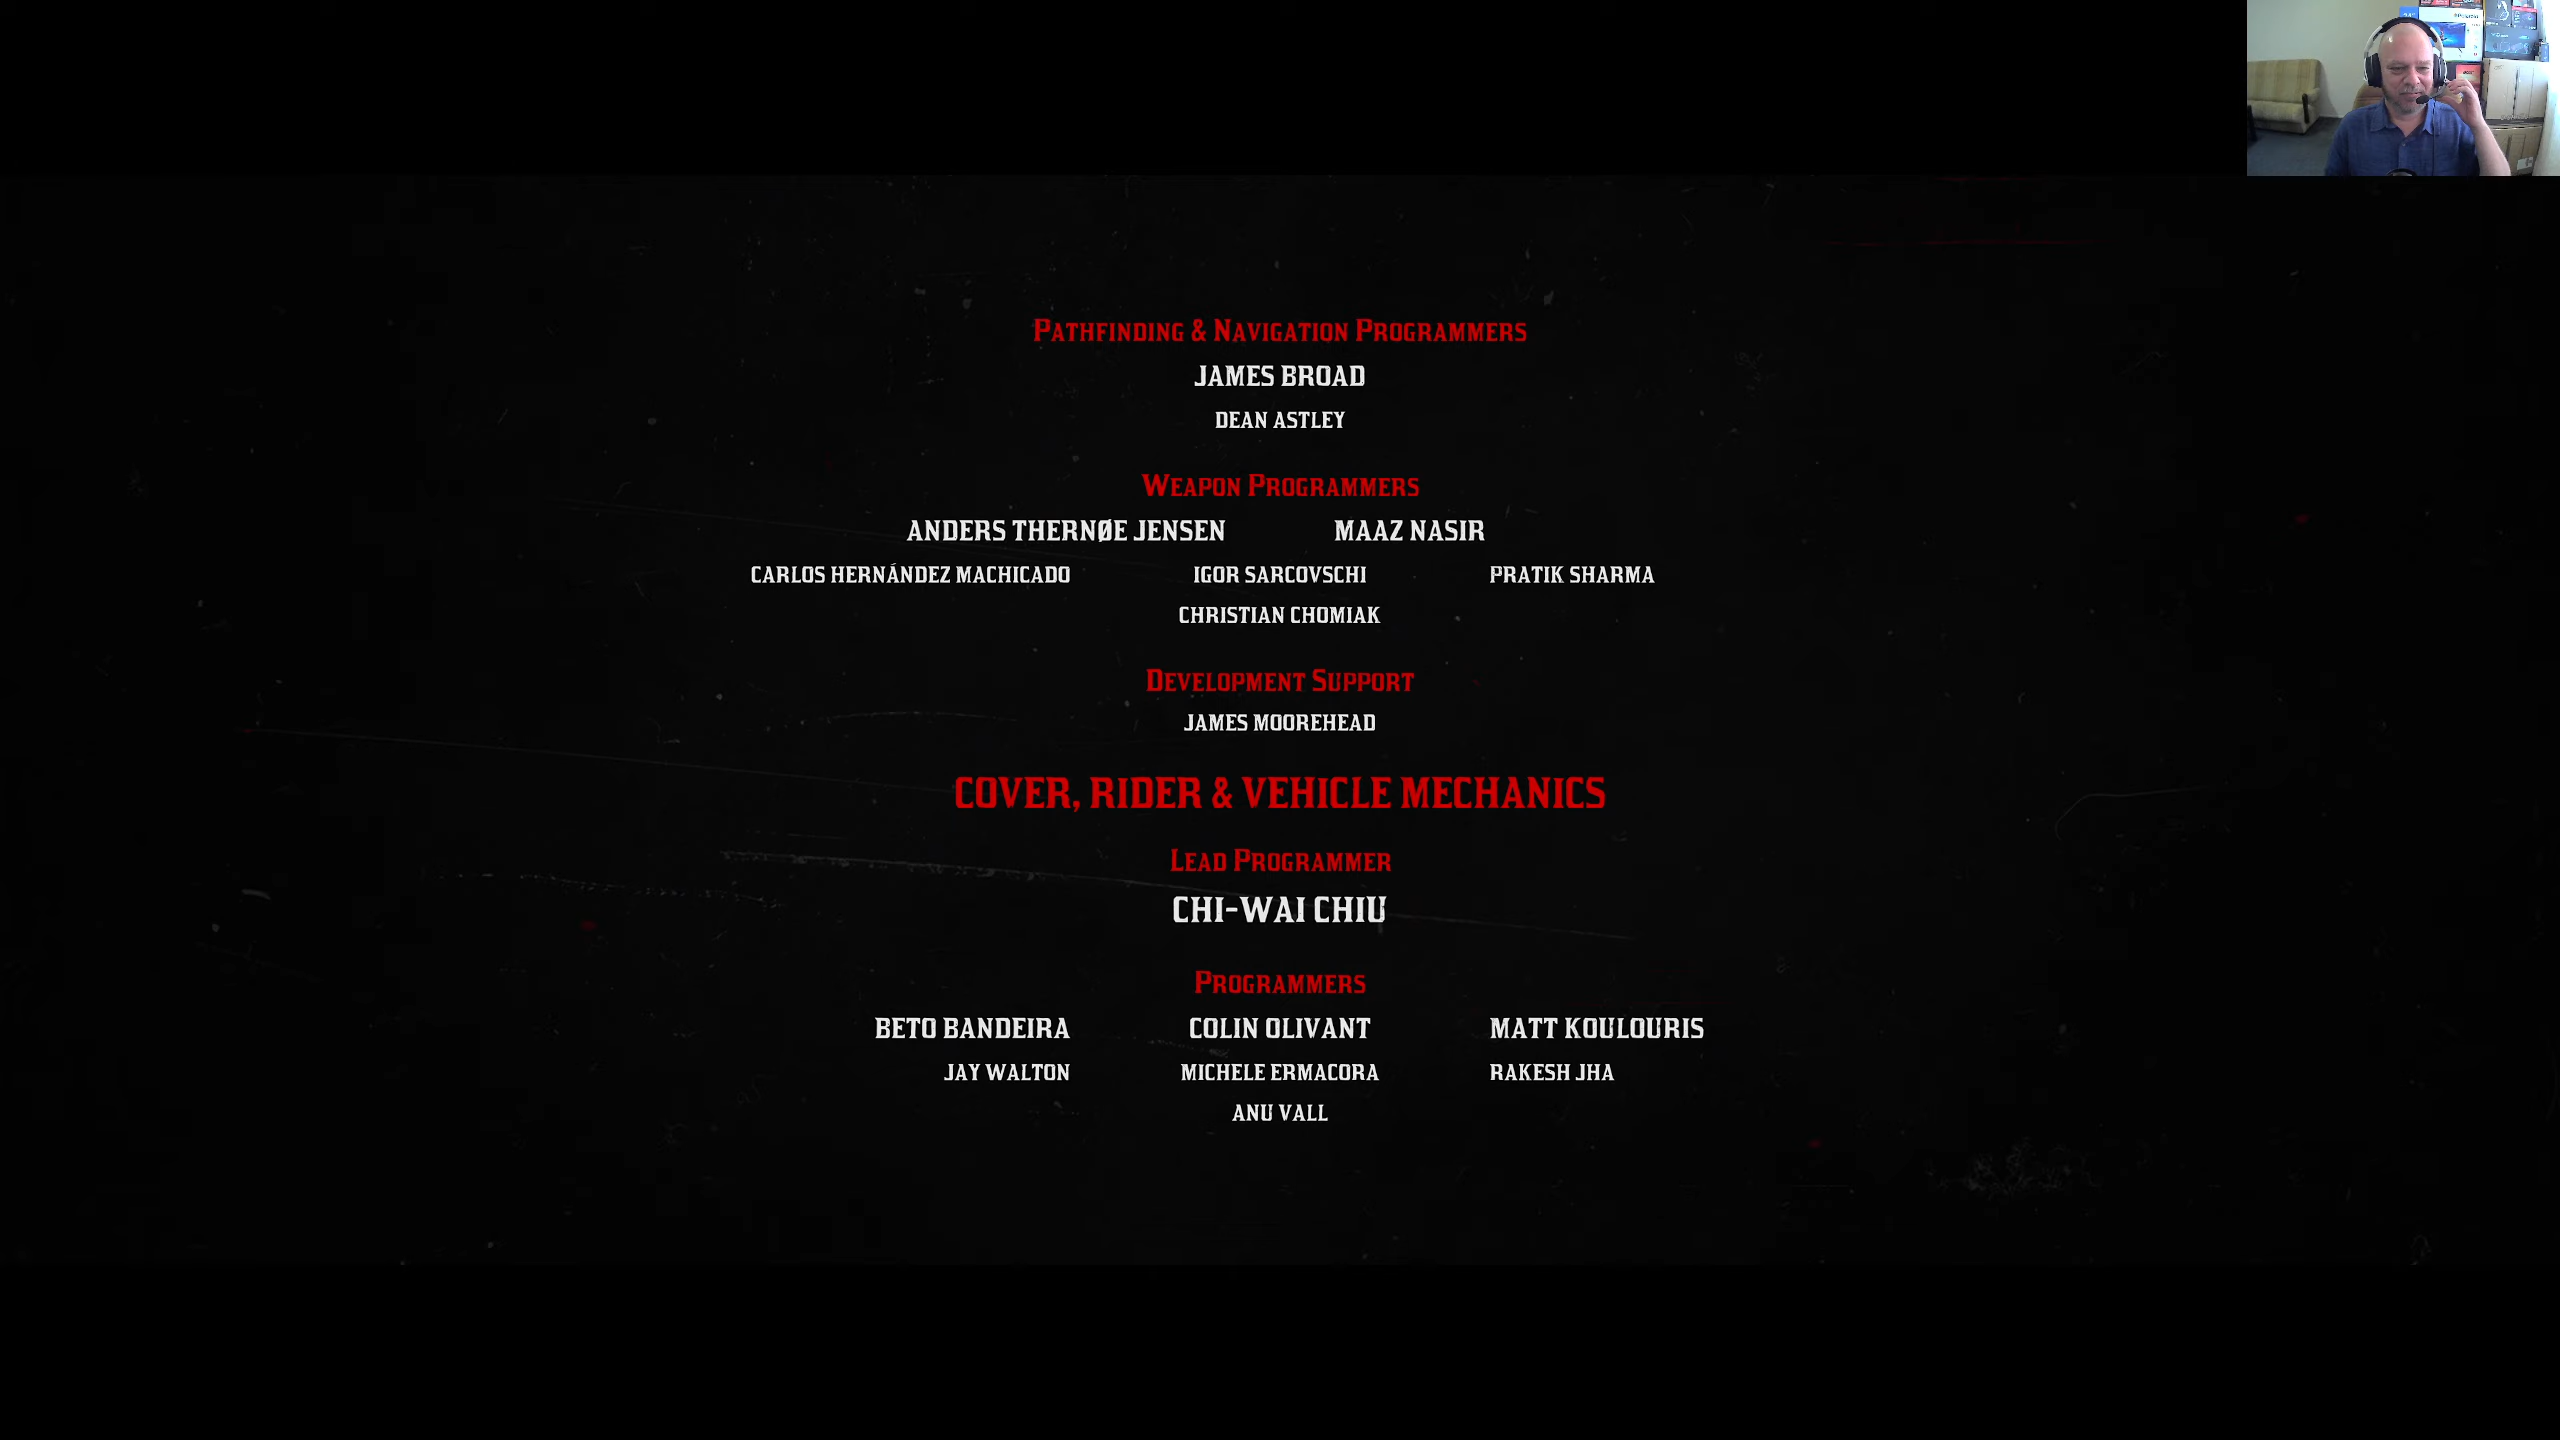 Pathfinding & Navigation Programmers
JAMES BROAD
DEAN ASTLEY
Weapon Programmers
ANDERS THERNØE JENSEN MAAZ NASIR
CARLOS HERNÁNDEZ MACHICADO IGOR SARCOVSCHI PRATIK SHARMA
CHRISTIAN CHOMIAK
Development Support
JAMES MOOREHEAD
COVER, RIDER & VEHICLE MECHANICS
Lead Programmer
CHI-WAI CHIU
Programmers
BETO BANDEIRA COLIN OLIVANT MATT KOULOURIS
JAY WALTON MICHELE ERMACORA RAKESH JHA
ANU VALL